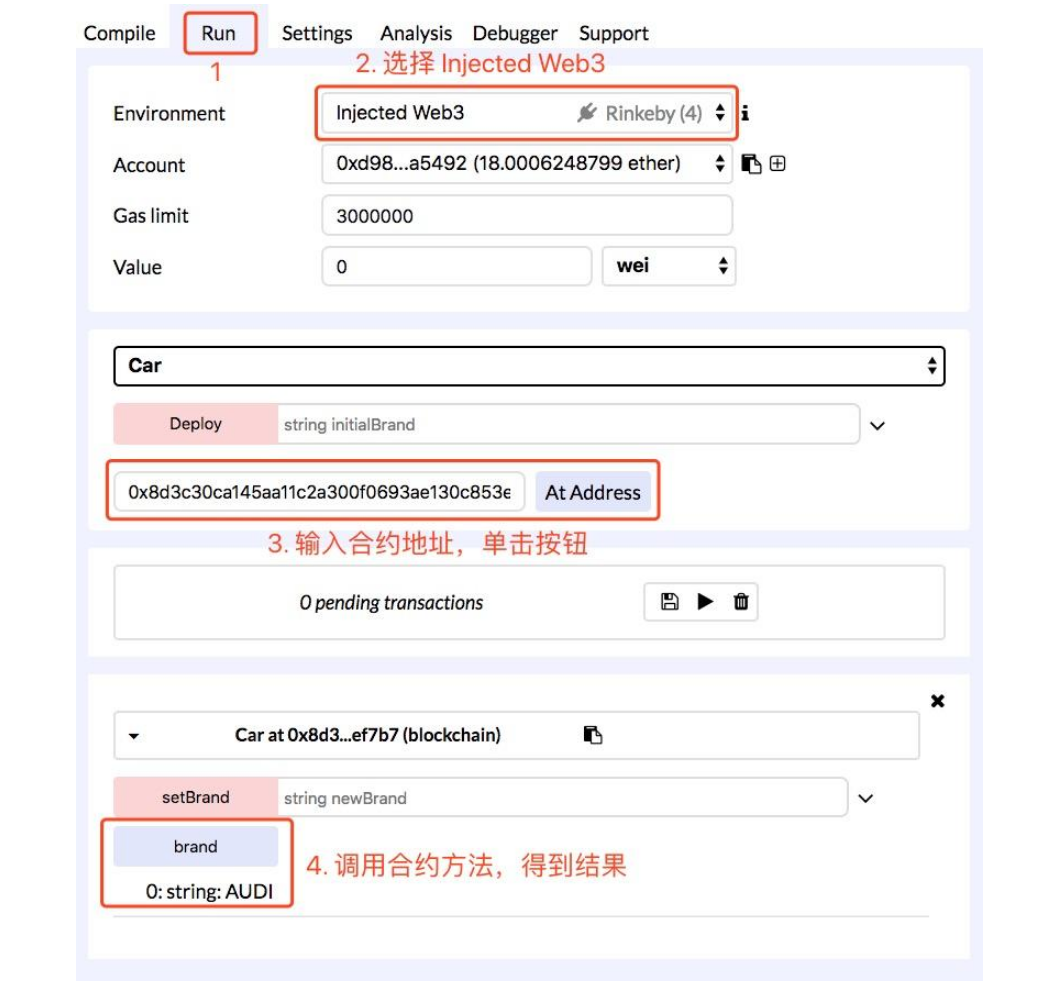 Compile Run Settings Analysis Debugger Support
1
2. 选择 Injected Web3
Environment Injected Web3 Rinkeby (4)
Account 0xd98...a5492 (18.0006248799 ether)
Gas limit 3000000
Value 0 wei
Car
Deploy string initialBrand
0x8d3c30ca145aa11c2a300f0693ae130c853e At Address
3. 输入合约地址，单击按钮
0 pending transactions
Car at 0x8d3...ef7b7 (blockchain)
setBrand string newBrand
brand
4. 调用合约方法，得到结果
0: string: AUDI